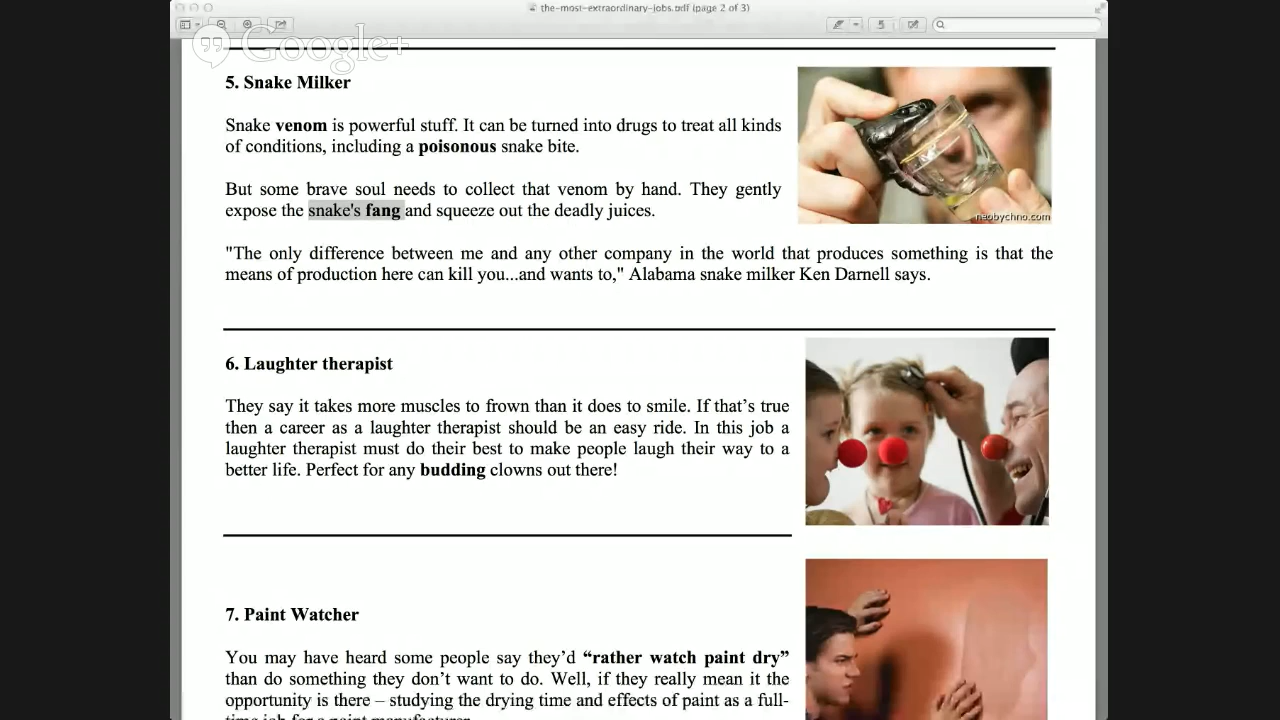 the-most-extraordinary-jobs.pdf (page 2 of 3)
Google+
5. Snake Milker
Snake venom is powerful stuff. It can be turned into drugs to treat all kinds
of conditions, including a poisonous snake bite.
But some brave soul needs to collect that venom by hand. They gently
expose the snake's fang and squeeze out the deadly juices.
neobychno.com
"The only difference between me and any other company in the world that produces something is that the
means of production here can kill you...and wants to," Alabama snake milker Ken Darnell says.
6. Laughter therapist
They say it takes more muscles to frown than it does to smile. If that’s true
then a career as a laughter therapist should be an easy ride. In this job a
laughter therapist must do their best to make people laugh their way to a
better life. Perfect for any budding clowns out there!
7. Paint Watcher
You may have heard some people say they’d “rather watch paint dry”
than do something they don’t want to do. Well, if they really mean it the
opportunity is there – studying the drying time and effects of paint as a full-
time job for a paint manufacturer.